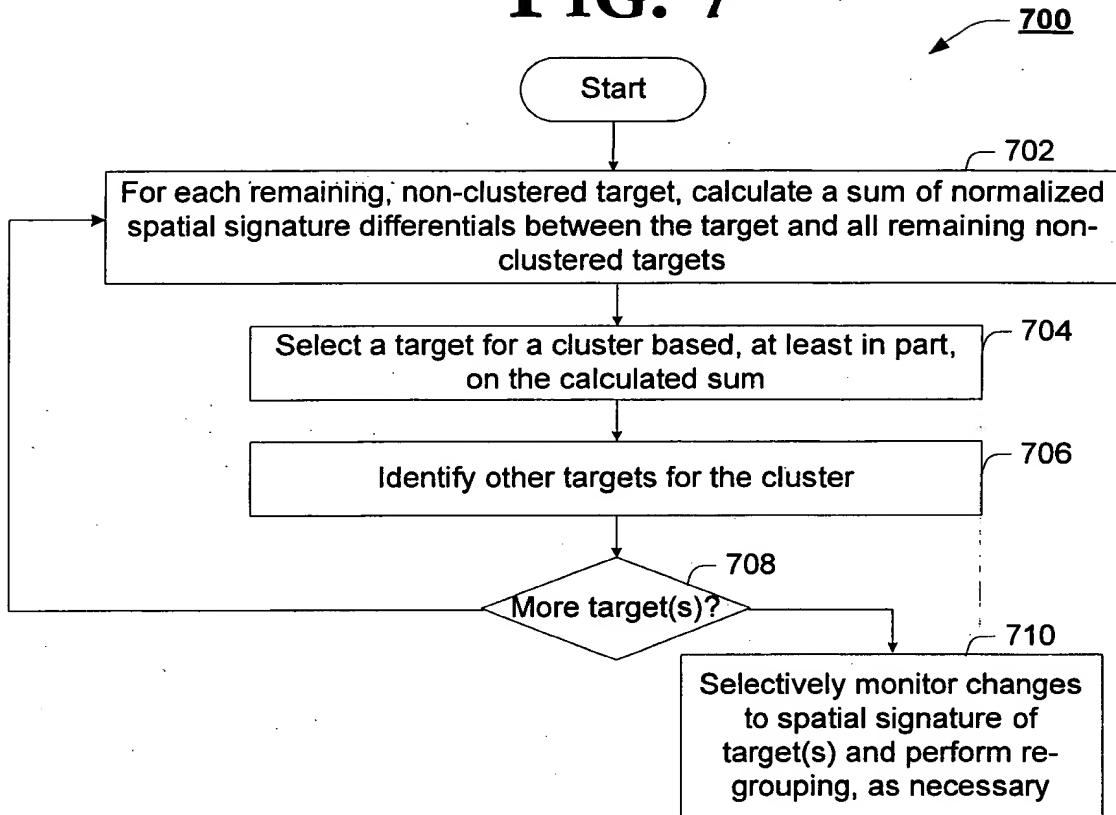 FIG. 7
700
Start
702
For each remaining, non-clustered target, calculate a sum of normalized
spatial signature differentials between the target and all remaining non-
clustered targets
704
Select a target for a cluster based, at least in part,
on the calculated sum
706
Identify other targets for the cluster
708
More target(s)?
710
Selectively monitor changes
to spatial signature of
target(s) and perform re-
grouping, as necessary